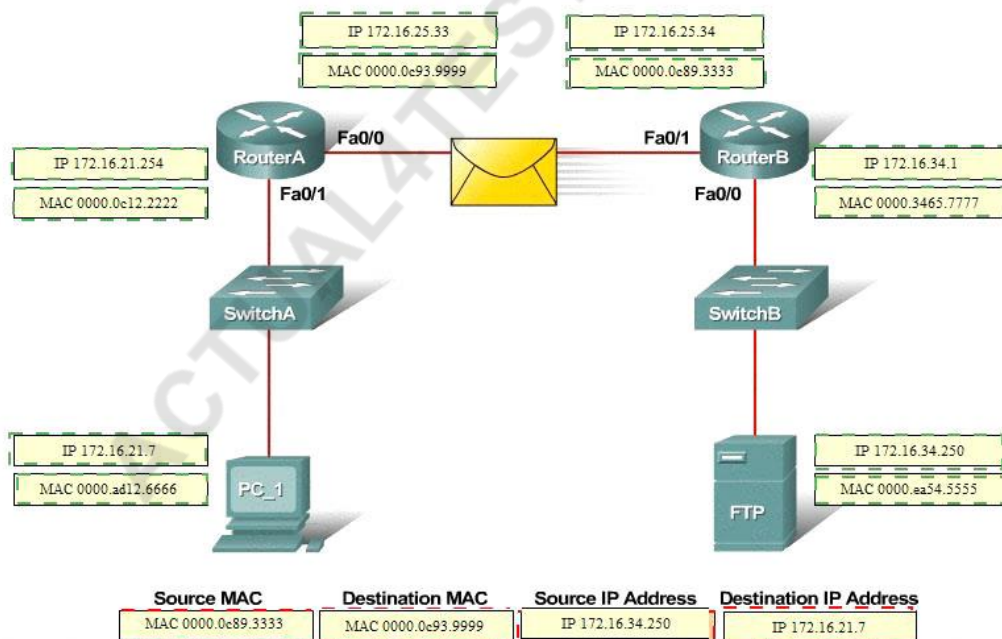 IP 172.16.25.33
IP 172.16.25.34
MAC 0000.0c93.9999
MAC 0000.0c89.3333
Fa0/0
Fa0/1
RouterA
RouterB
IP 172.16.21.254
IP 172.16.34.1
Fa0/1
Fa0/0
MAC 0000.0c12.2222
MAC 0000.3465.7777
SwitchA
SwitchB
IP 172.16.21.7
IP 172.16.34.250
MAC 0000.ad12.6666
PC_1
MAC 0000.ea54.5555
FTP
Source MAC Destination MAC Source IP Address Destination IP Address
MAC 0000.0c89.3333 MAC 0000.0c93.9999 IP 172.16.34.250 IP 172.16.21.7
ACTUAL4TES